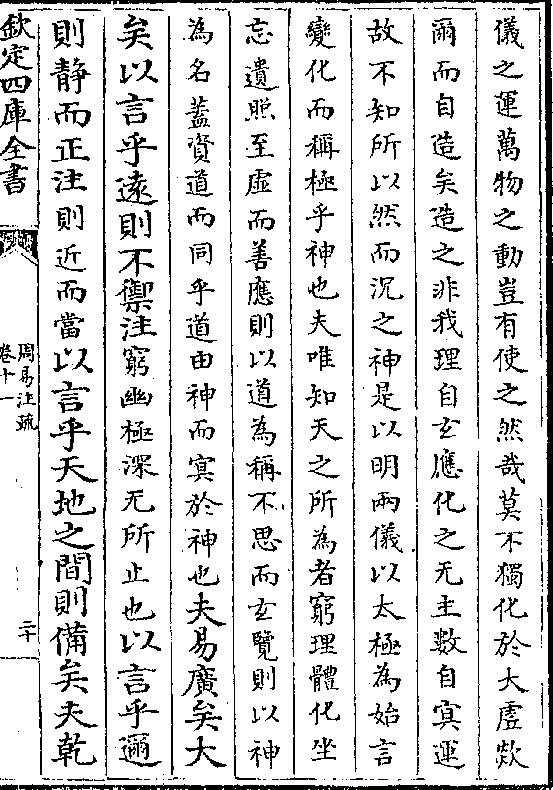 儀之運萬物之動豈有使之然哉莫不獨化於大虛欻
爾而自造矣造之非我理自玄應化之无主數自冥運
故不知所以然而況之神是以明兩儀以太極為始言
變化而稱極乎神也夫唯知天之所為者窮理體化坐
忘遺照至虛而善應則以道為稱不思而玄覽則以神
為名蓋資道而同乎道由神而冥於神也夫易廣矣大
矣以言乎遠則不禦注窮幽極深无所止也以言乎邇
則静而正注則近而當以言乎天地之間則備矣夫乾
欽定四庫全書
周易注疏
卷十一
二十